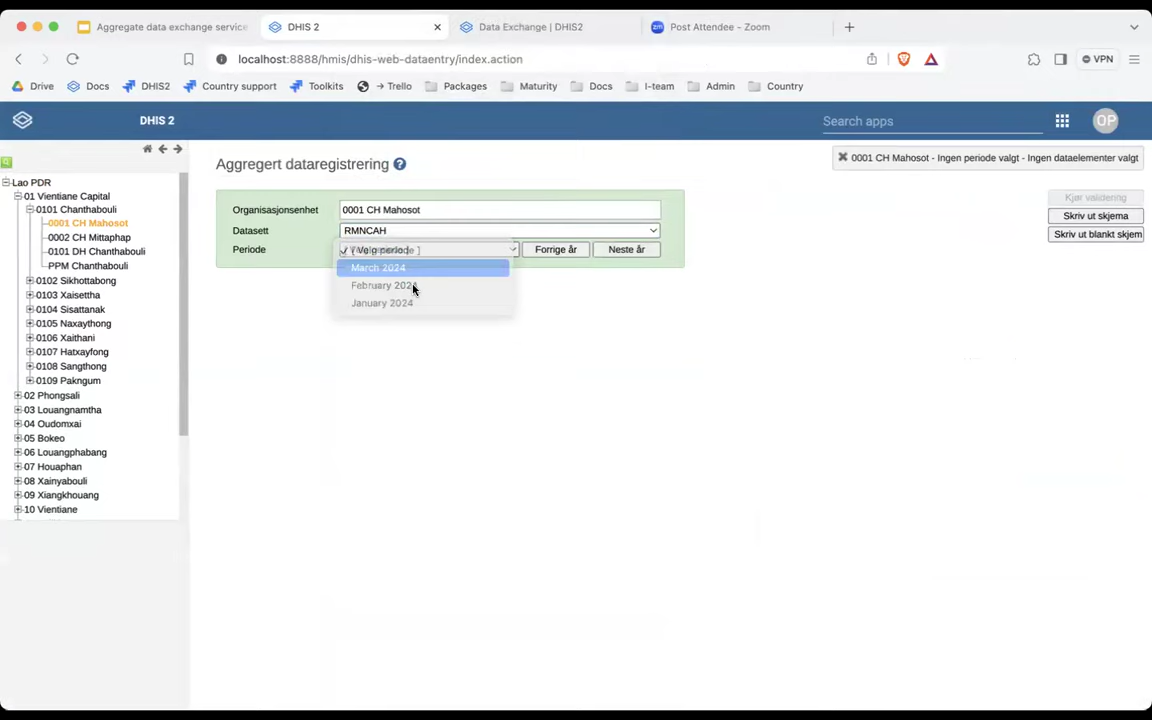 Aggregate data exchange service
DHIS 2
Data Exchange | DHIS2
zm Post Attendee - Zoom
localhost:8888/hmis/dhis-web-dataentry/index.action
VPN
Drive
Docs
DHIS2
Country support
Toolkits
→ Trello
Packages
Maturity
Docs
I-team
Admin
Country
DHIS 2
Search apps
OP
0001 CH Mahosot - Ingen periode valgt - Ingen dataelementer valgt
Aggregert dataregistrering
Organisasjonsenhet 0001 CH Mahosot
Datasett RMNCAH
Periode [ Velg periode ] Forrige år Neste år
March 2024
February 2024
January 2024
Kjør validering
Skriv ut skjema
Skriv ut blankt skjem
Lao PDR
01 Vientiane Capital
0101 Chanthabouli
0001 CH Mahosot
0002 CH Mittaphap
0101 DH Chanthabouli
PPM Chanthabouli
0102 Sikhottabong
0103 Xaisettha
0104 Sisattanak
0105 Naxaythong
0106 Xaithani
0107 Hatxayfong
0108 Sangthong
0109 Pakngum
02 Phongsali
03 Louangnamtha
04 Oudomxai
05 Bokeo
06 Louangphabang
07 Houaphan
08 Xainyabouli
09 Xiangkhouang
10 Vientiane